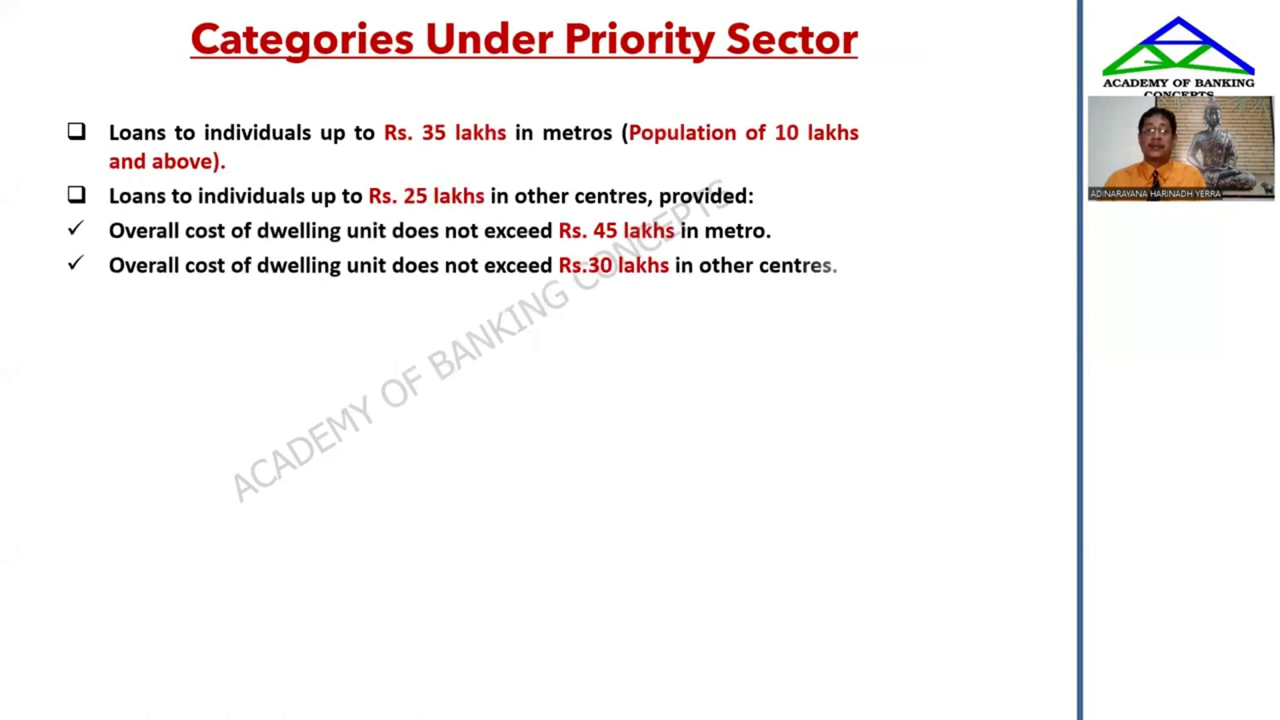 Categories Under Priority Sector
Loans to individuals up to Rs. 35 lakhs in metros (Population of 10 lakhs
and above).
Loans to individuals up to Rs. 25 lakhs in other centres, provided:
Overall cost of dwelling unit does not exceed Rs. 45 lakhs in metro.
Overall cost of dwelling unit does not exceed Rs.30 lakhs in other centres.
ACADEMY OF BANKING CONCEPTS
ACADEMY OF BANKING
CONCEPTS
ADINARAYANA HARINADH YERRA